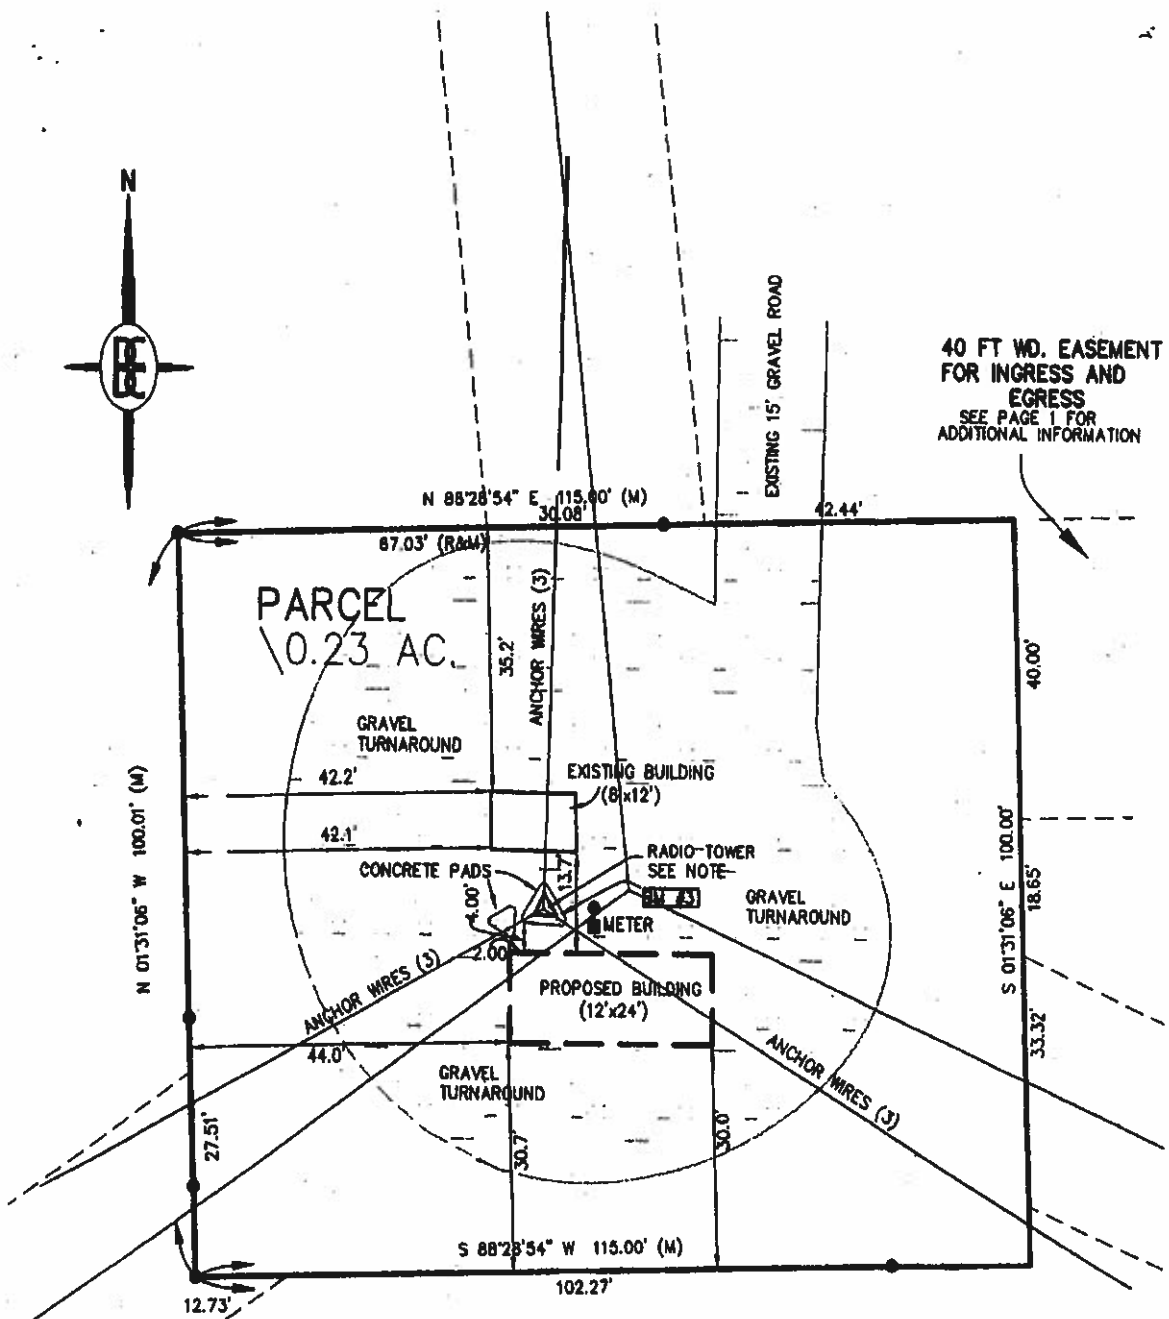 N
EXISTING 15' GRAVEL ROAD
40 FT WD. EASEMENT
FOR INGRESS AND
EGRESS
SEE PAGE 1 FOR
ADDITIONAL INFORMATION
N 88°28'54" E 115.00' (M)
30.08'
42.44'
67.03' (R&M)
PARCEL
0.23 AC.
35.2'
ANCHOR WIRES (3)
40.00'
GRAVEL
TURNAROUND
42.2'
EXISTING BUILDING
(8'x12')
N 01°31'06" W 100.01' (M)
42.1'
CONCRETE PADS
13.7'
RADIO TOWER
SEE NOTE
4.00'
GRAVEL
TURNAROUND
METER
S 01°31'06" E 100.00'
18.65'
2.00'
ANCHOR WIRES (3)
PROPOSED BUILDING
(12'x24')
44.0'
33.32'
ANCHOR WIRES (3)
GRAVEL
TURNAROUND
27.51'
30.7'
30.0'
S 88°28'54" W 115.00' (M)
102.27'
12.73'